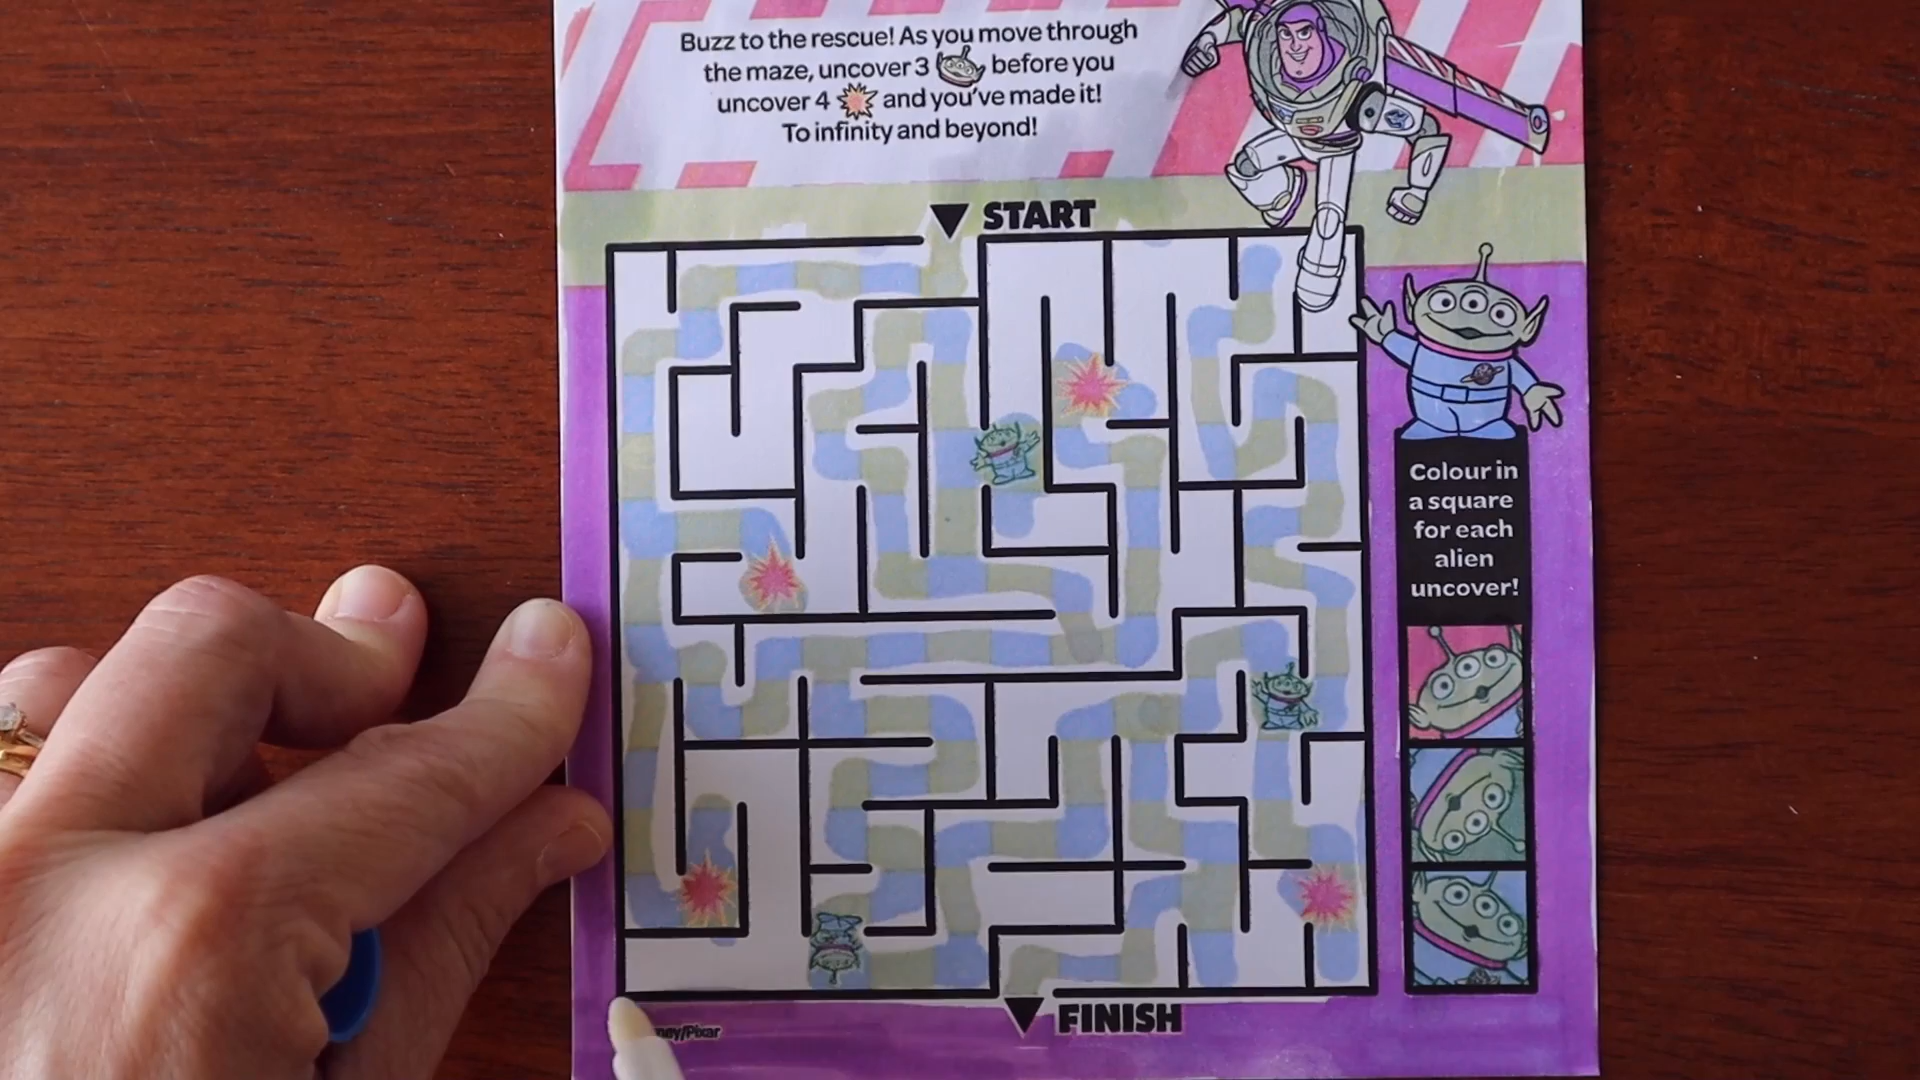 Buzz to the rescue! As you move through
the maze, uncover 3 before you
uncover 4 and you've made it!
To infinity and beyond!
START
Colour in
a square
for each
alien
uncover!
FINISH
ney/Pixar